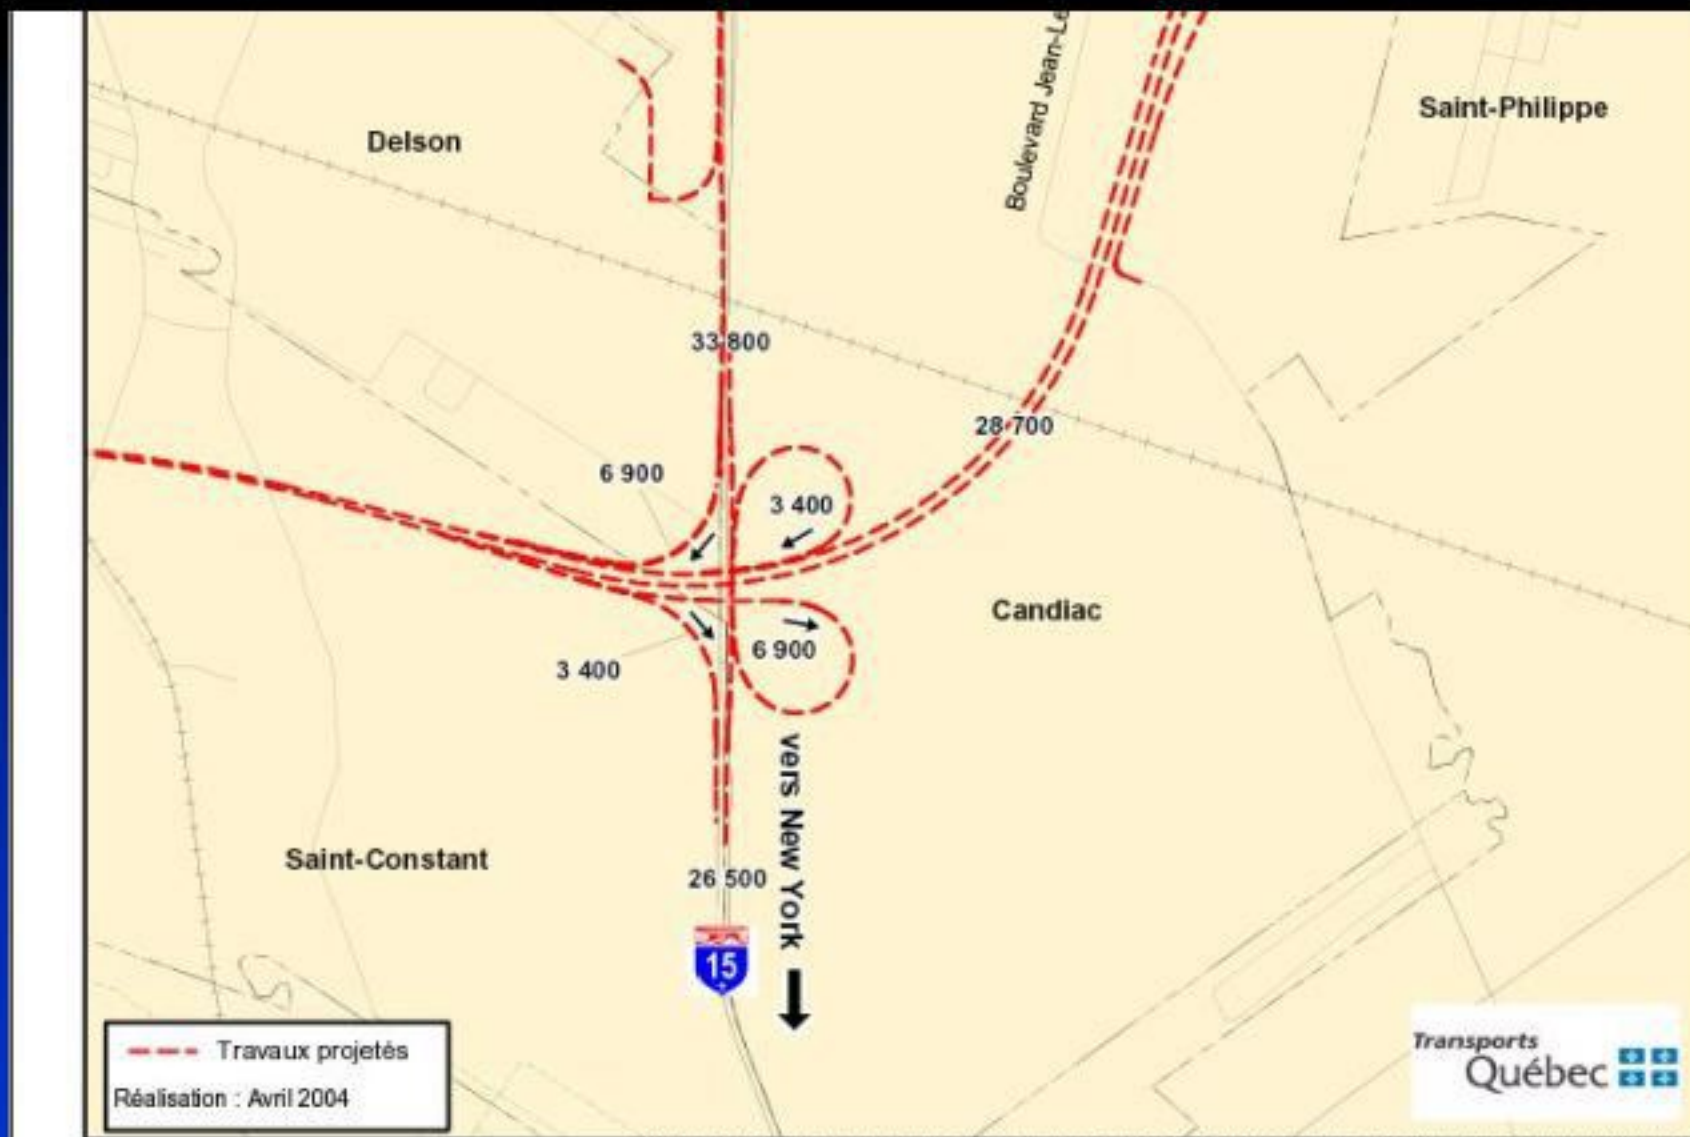 Boulevard Jean-Le
Saint-Philippe
Delson
33 800
28 700
6 900
3 400
Candiac
6 900
3 400
vers New York
Saint-Constant
26 500
15
Travaux projetés
Réalisation : Avril 2004
Transports
Québec